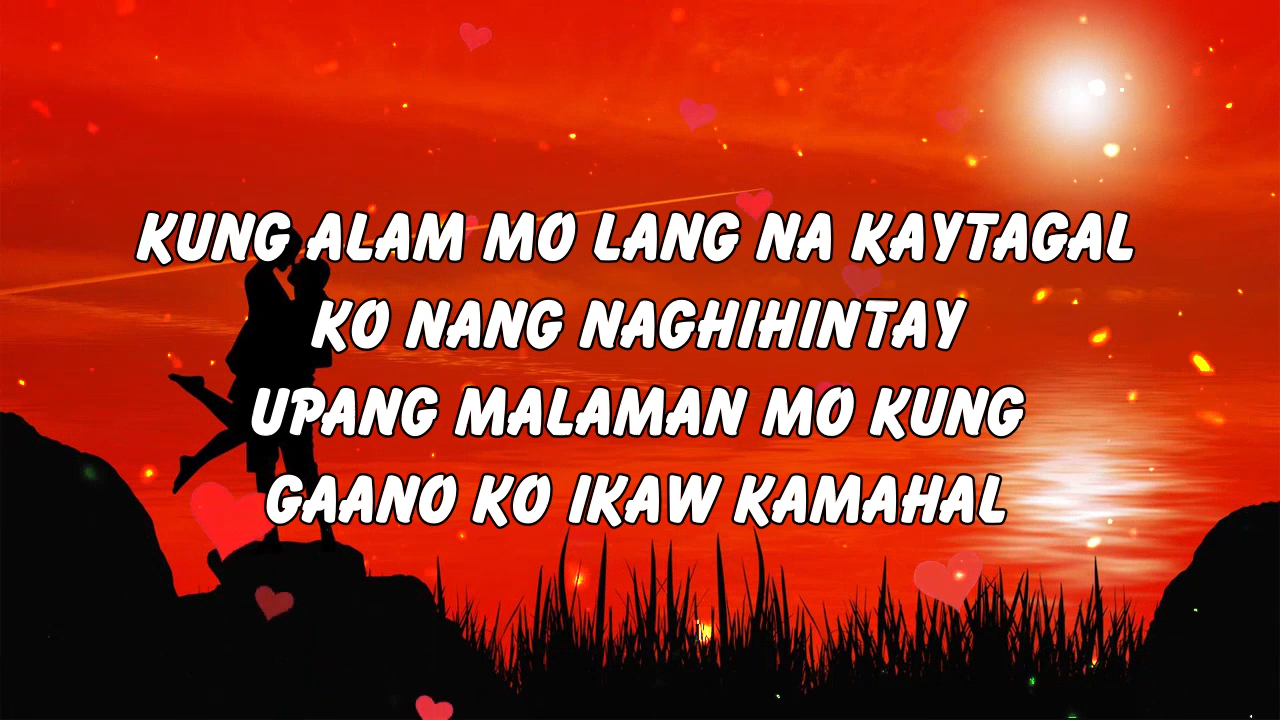 KUNG ALAM MO LANG NA KAYTAGAL
KO NANG NAGHIHINTAY
UPANG MALAMAN MO KUNG
GAANO KO IKAW KAMAHAL